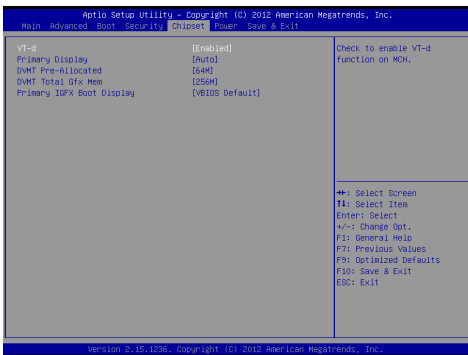 Aptio Setup Utility – Copyright (C) 2012 American Megatrends, Inc.
Main Advanced Boot Security Chipset Power Save & Exit
VT-d [Enabled]
Primary Display [Auto]
DVMT Pre-Allocated [64M]
DVMT Total Gfx Mem [256M]
Primary IGFX Boot Display [VBIOS Default]
Check to enable VT-d
function on MCH.
→←: Select Screen
↑↓: Select Item
Enter: Select
+/-: Change Opt.
F1: General Help
F7: Previous Values
F9: Optimized Defaults
F10: Save & Exit
ESC: Exit
Version 2.15.1236. Copyright (C) 2012 American Megatrends, Inc.